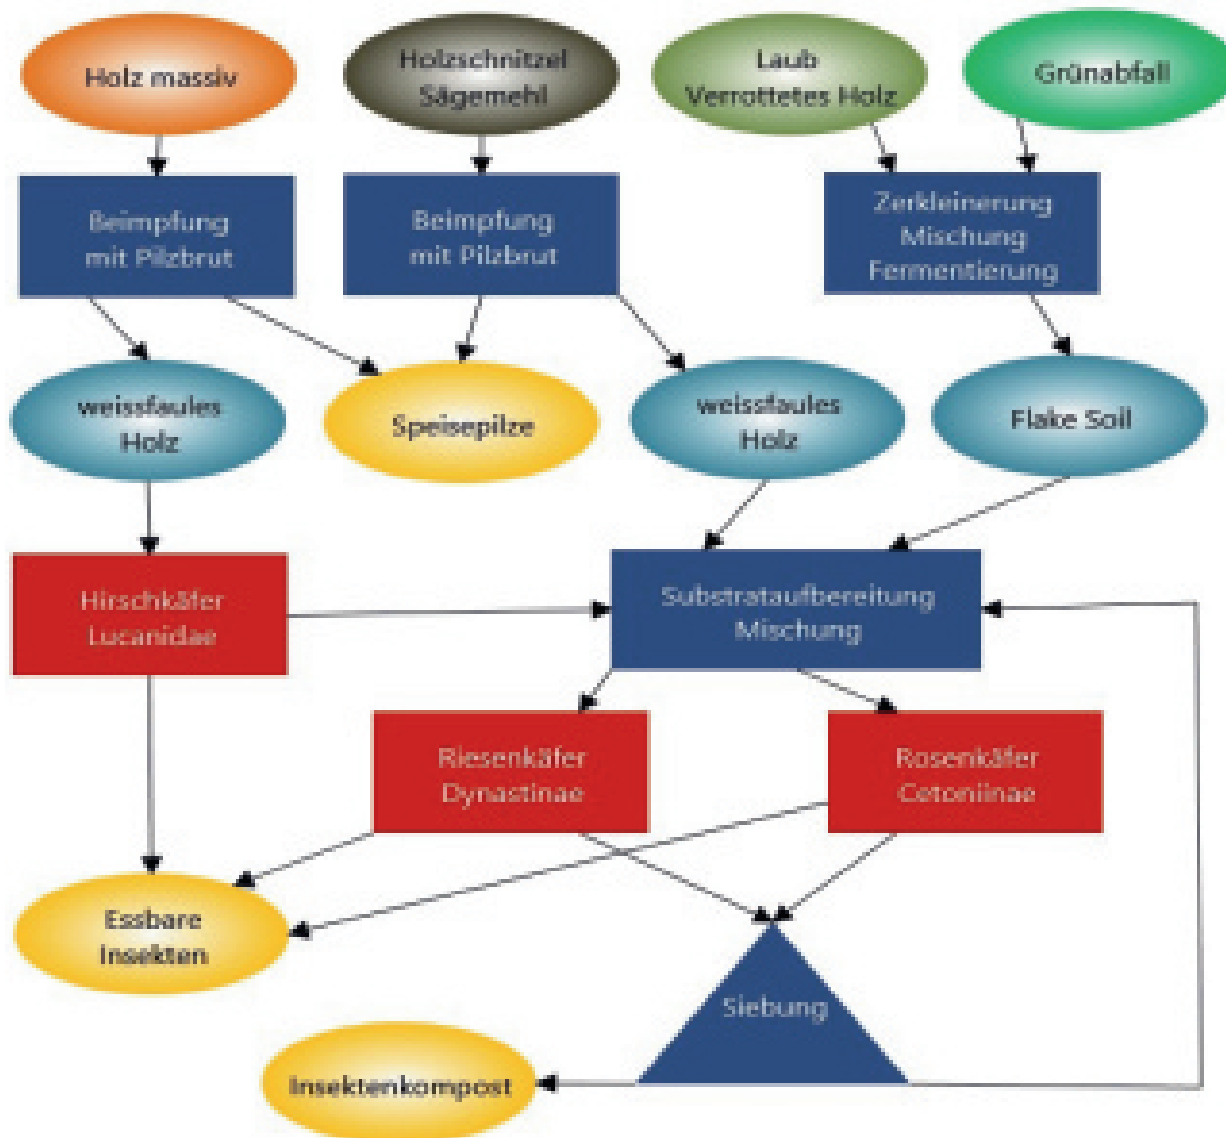 Holz massiv
Holzschnitzel
Sägemehl
Laub
Verrottetes Holz
Grünabfall
Beimpfung
mit Pilzbrut
Beimpfung
mit Pilzbrut
Zerkleinerung
Mischung
Fermentierung
weissfaules
Holz
Speisepilze
weissfaules
Holz
Flake Soil
Hirschkäfer
Lucanidae
Substrataufbereitung
Mischung
Riesenkäfer
Dynastinae
Rosenkäfer
Cetoniinae
Essbare
Insekten
Siebung
Insektenkompost